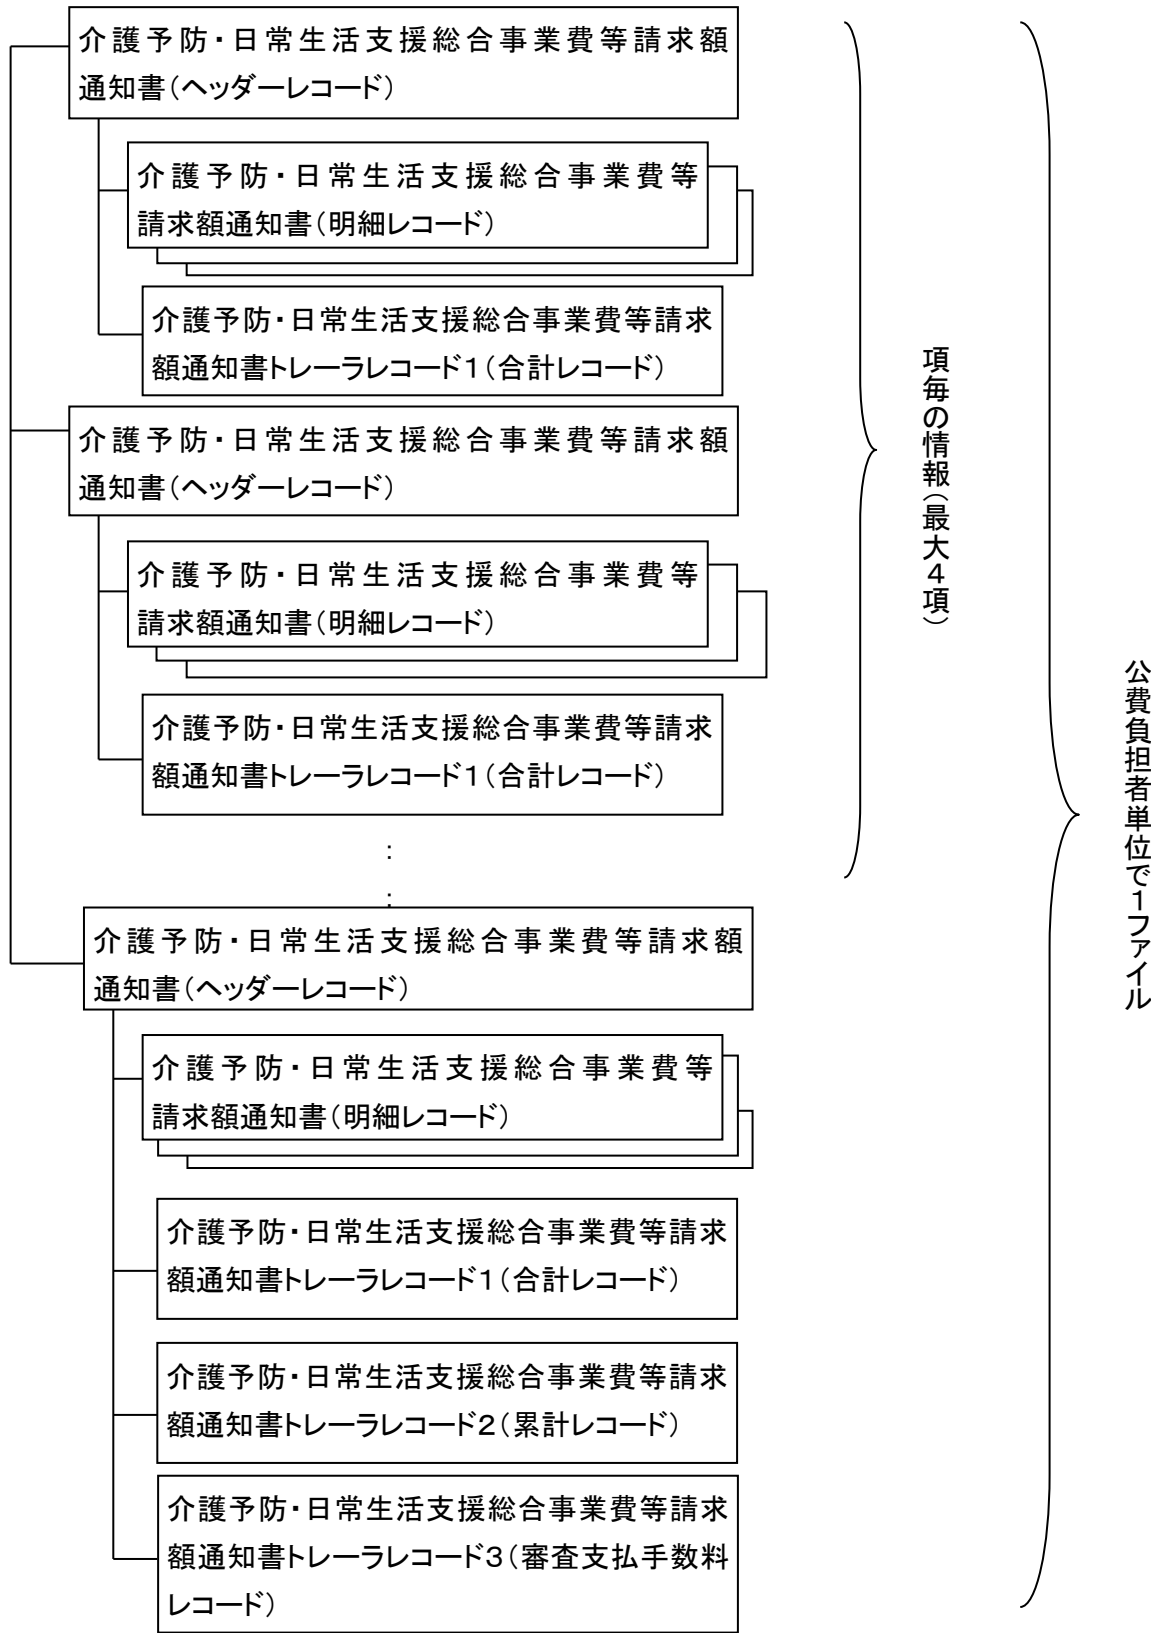 介護予防・日常生活支援総合事業費等請求額
通知書（ヘッダーレコード）
介護予防・日常生活支援総合事業費等
請求額通知書（明細レコード）
介護予防・日常生活支援総合事業費等請求
額通知書トレーラレコード１（合計レコード）
介護予防・日常生活支援総合事業費等請求額
通知書（ヘッダーレコード）
介護予防・日常生活支援総合事業費等
請求額通知書（明細レコード）
介護予防・日常生活支援総合事業費等請求
額通知書トレーラレコード１（合計レコード）
：
：
介護予防・日常生活支援総合事業費等請求額
通知書（ヘッダーレコード）
介護予防・日常生活支援総合事業費等
請求額通知書（明細レコード）
介護予防・日常生活支援総合事業費等請求
額通知書トレーラレコード１（合計レコード）
介護予防・日常生活支援総合事業費等請求
額通知書トレーラレコード２（累計レコード）
介護予防・日常生活支援総合事業費等請求
額通知書トレーラレコード３（審査支払手数料
レコード）
項毎の情報（最大４項）
公費負担者単位で１ファイル